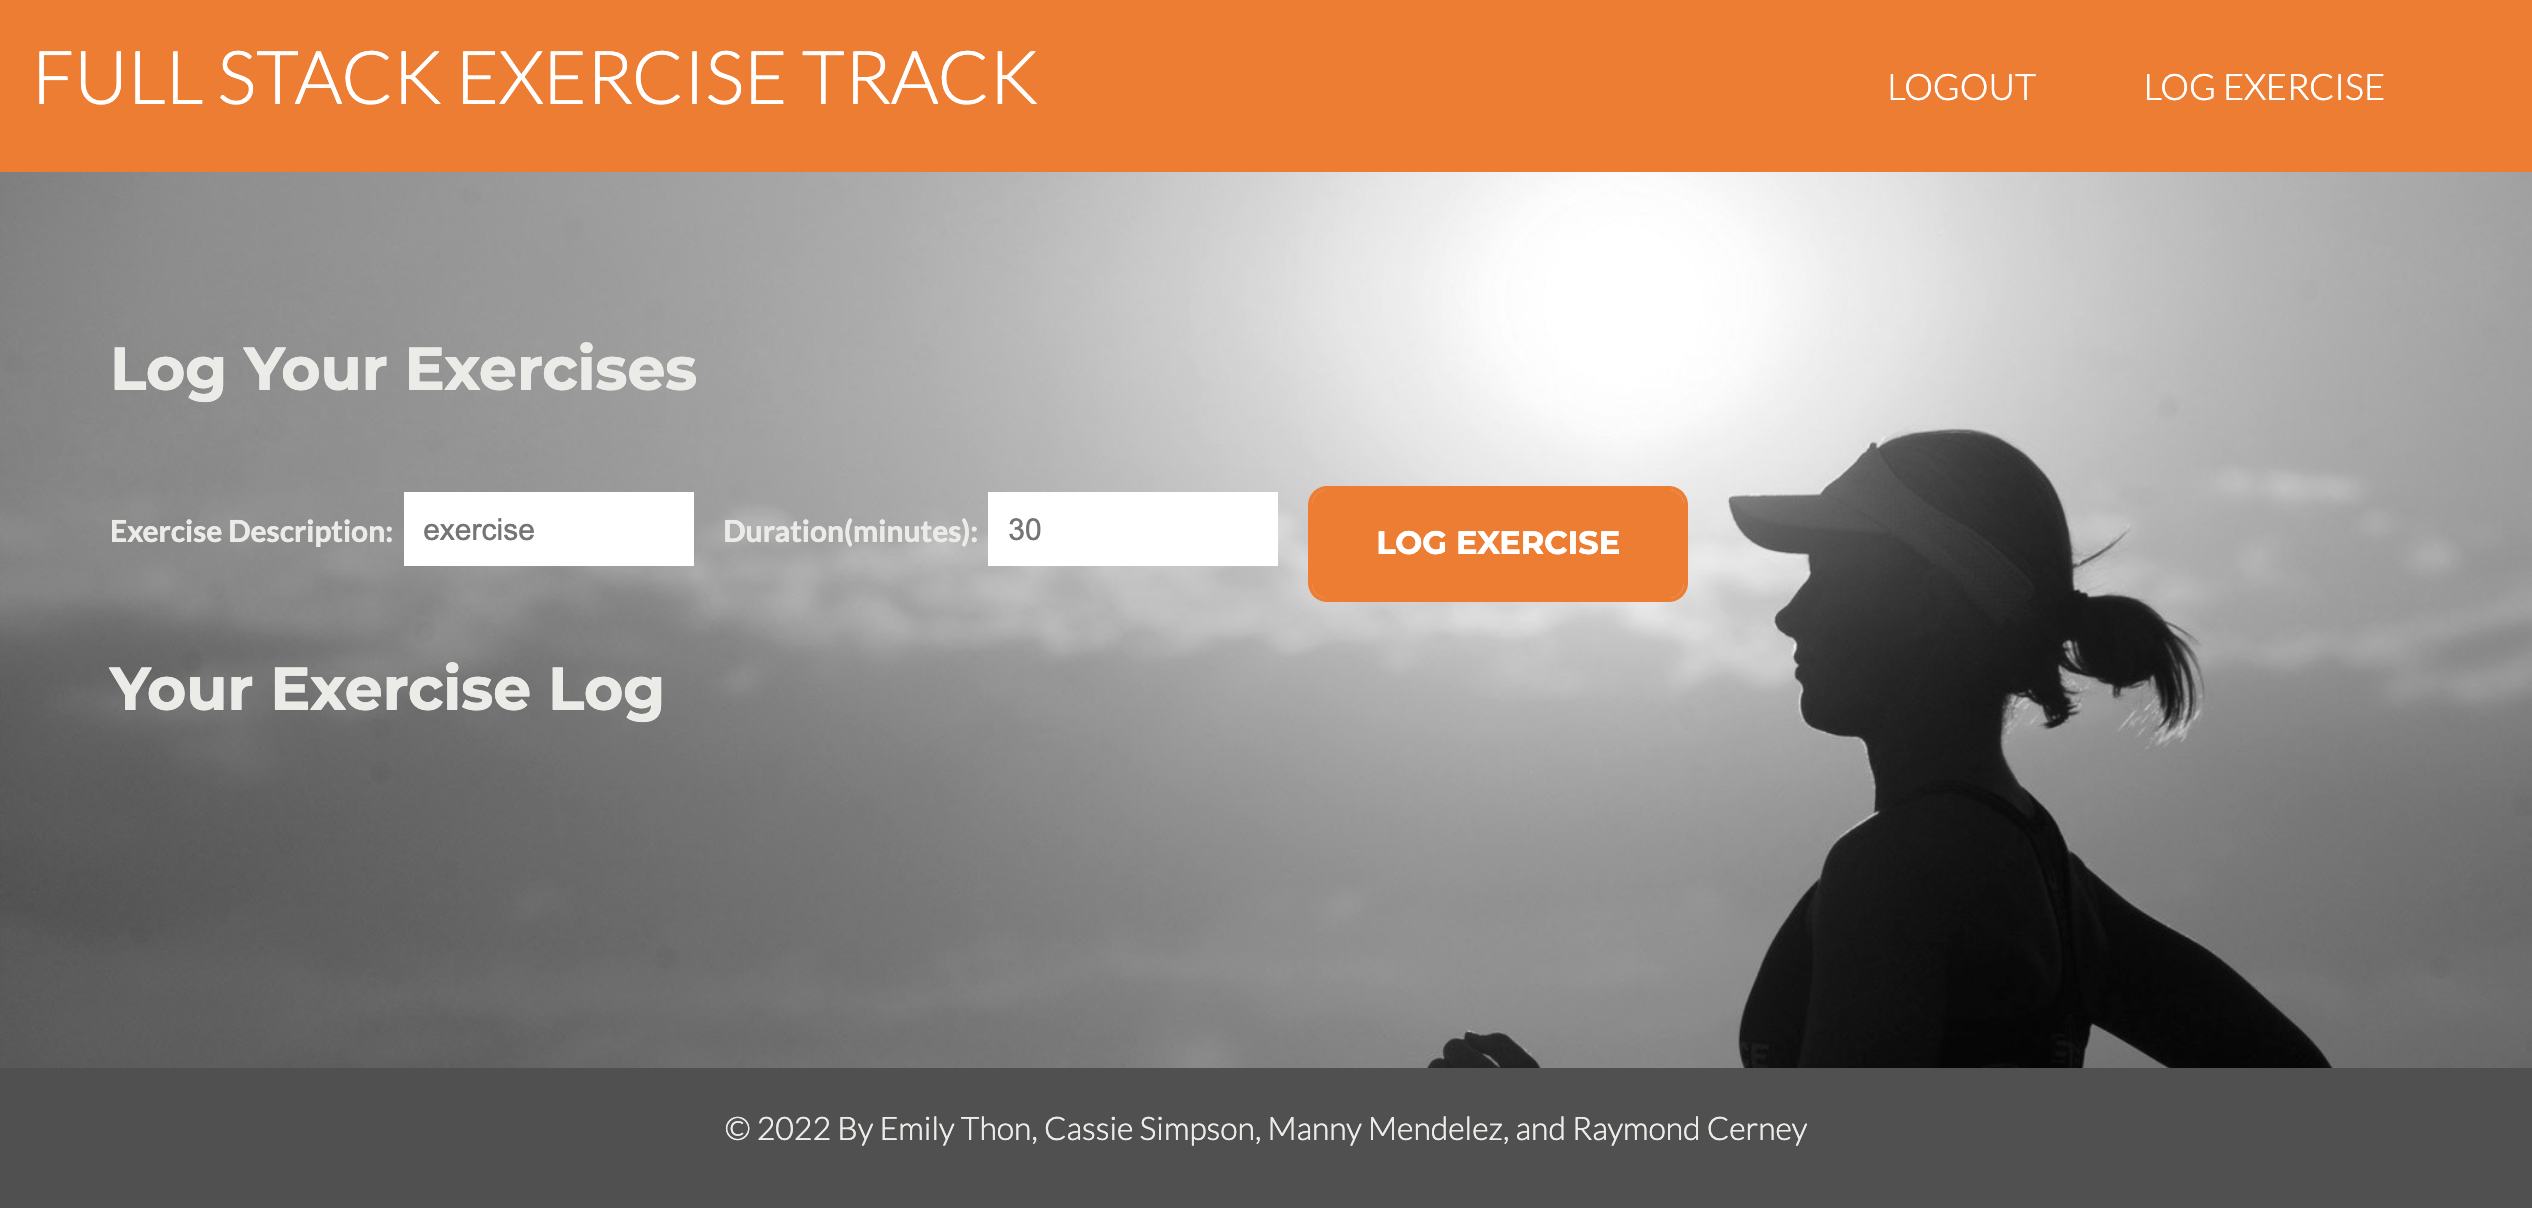 FULL STACK EXERCISE TRACK
LOGOUT
LOG EXERCISE
Log Your Exercises
Exercise Description: exercise Duration(minutes): 30 LOG EXERCISE
Your Exercise Log
© 2022 By Emily Thon, Cassie Simpson, Manny Mendelez, and Raymond Cerney